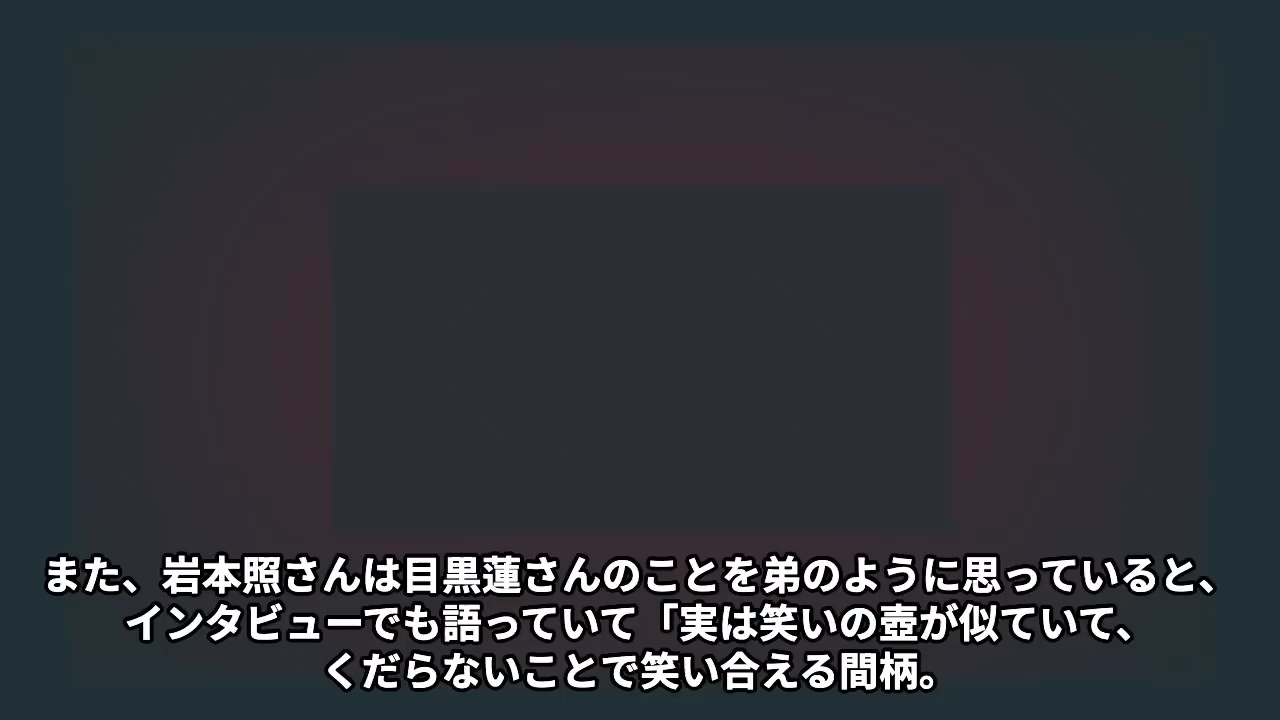 また、岩本照さんは目黒蓮さんのことを弟のように思っていると、
インタビューでも語っていて「実は笑いの壺が似ていて、
くだらないことで笑い合える間柄。